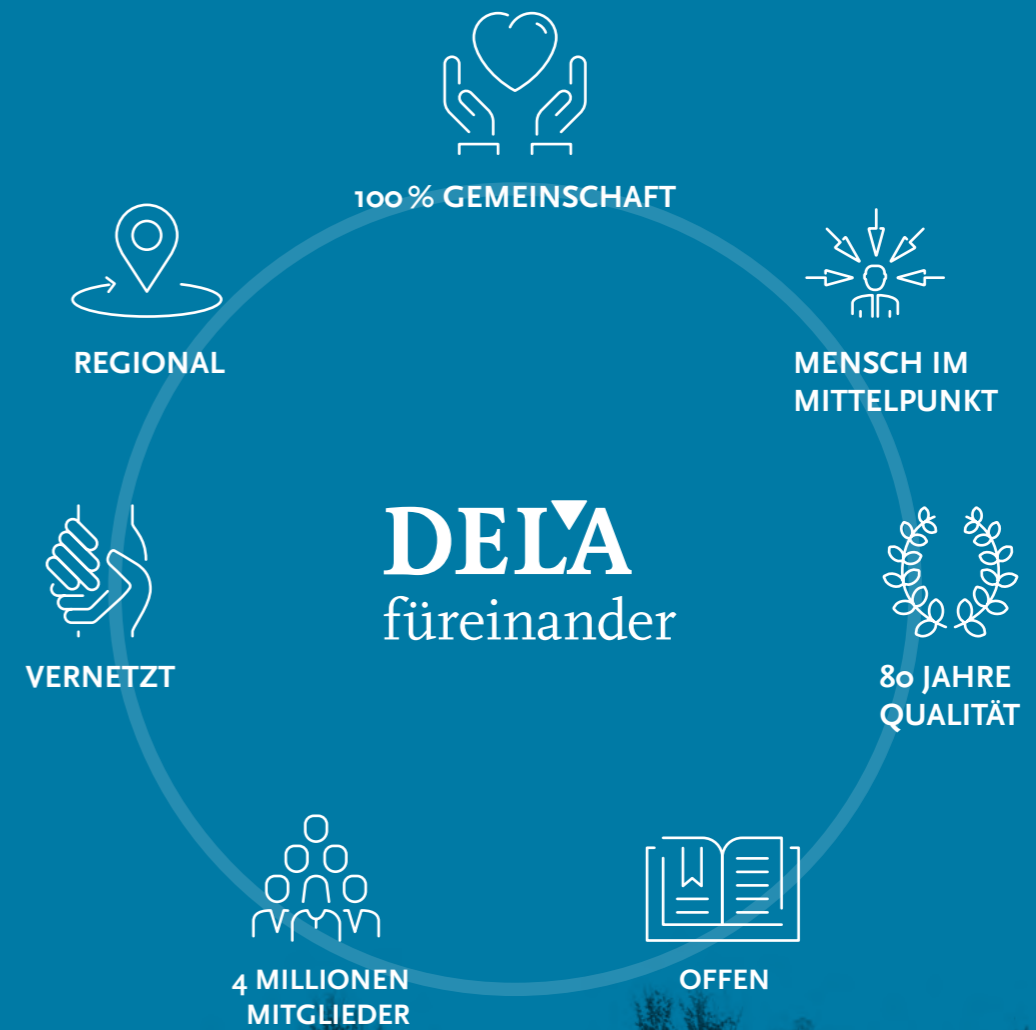 100 % GEMEINSCHAFT
REGIONAL
MENSCH IM
MITTELPUNKT
DELA
füreinander
VERNETZT
80 JAHRE
QUALITÄT
4 MILLIONEN
MITGLIEDER
OFFEN